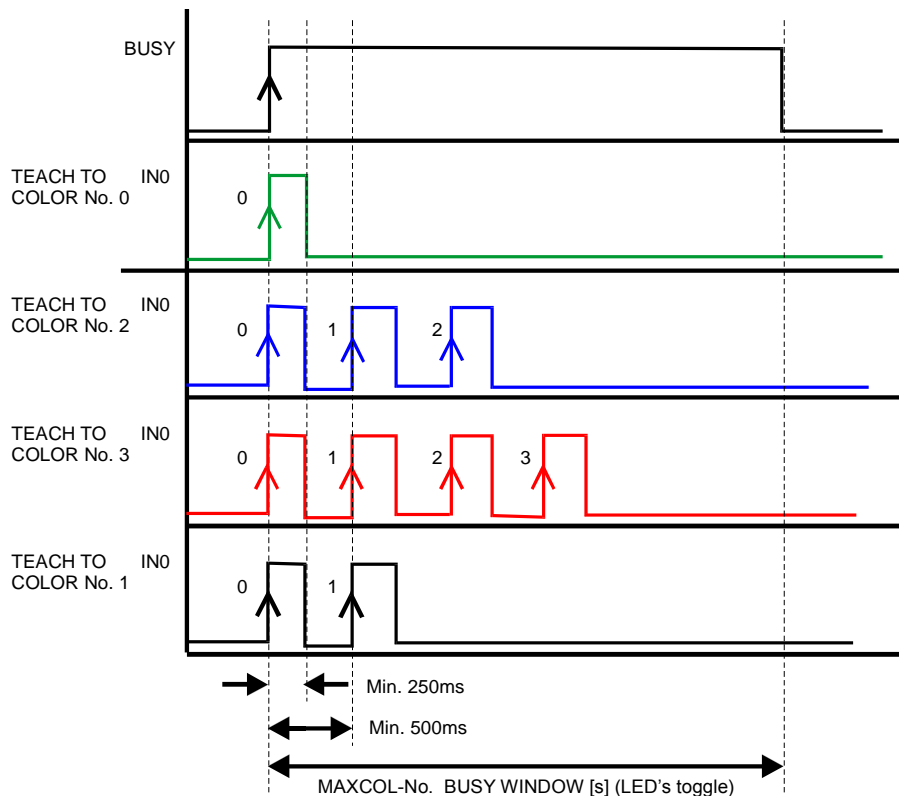 BUSY
TEACH TO IN0
COLOR No. 0
0
TEACH TO IN0
COLOR No. 2
0 1 2
TEACH TO IN0
COLOR No. 3
0 1 2 3
TEACH TO IN0
COLOR No. 1
0 1
Min. 250ms
Min. 500ms
MAXCOL-No. BUSY WINDOW [s] (LED's toggle)